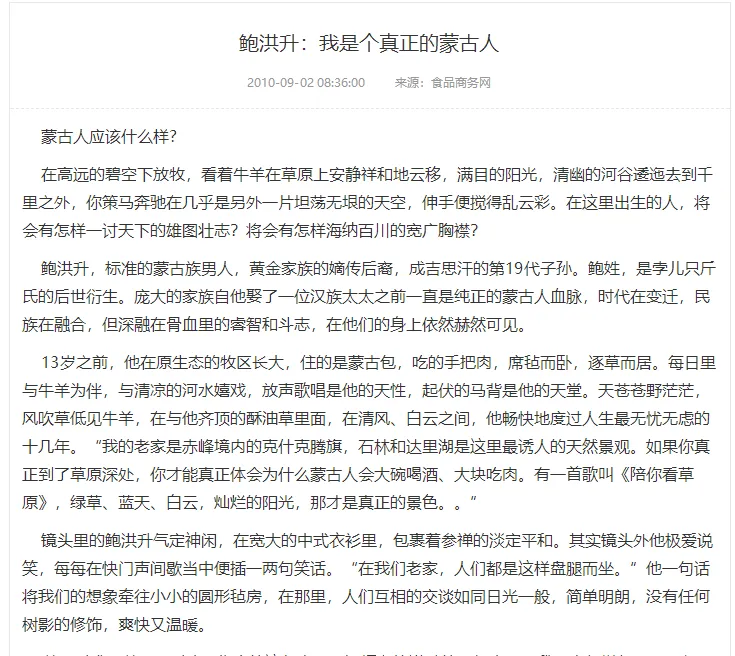 鲍洪升：我是个真正的蒙古人
2010-09-02 08:36:00 来源：食品商务网
蒙古人应该什么样？
在高远的碧空下放牧，看着牛羊在草原上安静祥和地云移，满目的阳光，清幽的河谷逶迤去到千
里之外，你策马奔驰在几乎是另外一片坦荡无垠的天空，伸手便搅得乱云彩。在这里出生的人，将
会有怎样一讨天下的雄图壮志？将会有怎样海纳百川的宽广胸襟？
鲍洪升，标准的蒙古族男人，黄金家族的嫡传后裔，成吉思汗的第19代子孙。鲍姓，是孛儿只斤
氏的后世衍生。庞大的家族自他娶了一位汉族太太之前一直是纯正的蒙古人血脉，时代在变迁，民
族在融合，但深融在骨血里的睿智和斗志，在他们的身上依然赫然可见。
13岁之前，他在原生态的牧区长大，住的是蒙古包，吃的手把肉，席毡而卧，逐草而居。每日里
与牛羊为伴，与清凉的河水嬉戏，放声歌唱是他的天性，起伏的马背是他的天堂。天苍苍野茫茫，
风吹草低见牛羊，在与他齐顶的酥油草里面，在清风、白云之间，他畅快地度过人生最无忧无虑的
十几年。“我的老家是赤峰境内的克什克腾旗，石林和达里湖是这里最诱人的天然景观。如果你真
正到了草原深处，你才能真正体会为什么蒙古人会大碗喝酒、大块吃肉。有一首歌叫《陪你看草
原》，绿草、蓝天、白云，灿烂的阳光，那才是真正的景色。。“
镜头里的鲍洪升气定神闲，在宽大的中式衣衫里，包裹着参禅的淡定平和。其实镜头外他极爱说
笑，每每在快门声间歇当中便插一两句笑话。“在我们老家，人们都是这样盘腿而坐。”他一句话
将我们的想象牵往小小的圆形毡房，在那里，人们互相的交谈如同日光一般，简单明朗，没有任何
树影的修饰，爽快又温暖。